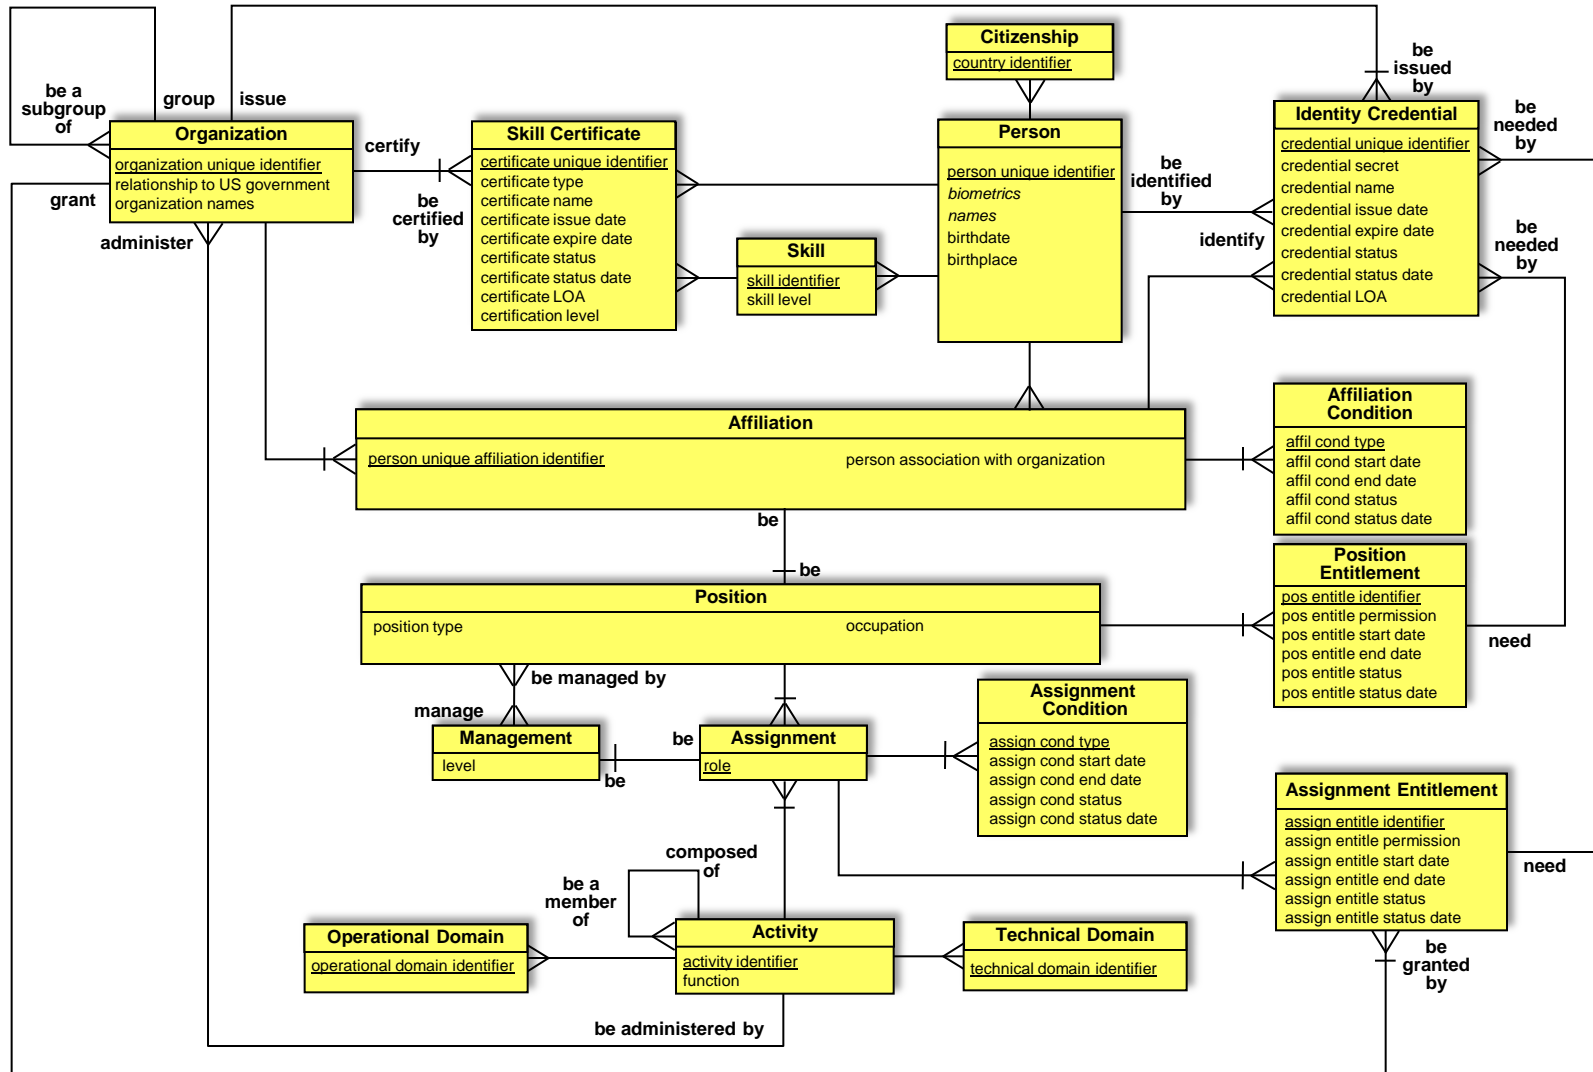 Citizenship
country identifier
be a
subgroup
of
group
issue
be
issued
by
Organization
organization unique identifier
relationship to US government
organization names
grant
administer
certify
be
certified
by
Skill Certificate
certificate unique identifier
certificate type
certificate name
certificate issue date
certificate expire date
certificate status
certificate status date
certificate LOA
certification level
Skill
skill identifier
skill level
Person
person unique identifier
biometrics
names
birthdate
birthplace
be
identified
by
identify
Identity Credential
credential unique identifier
credential secret
credential name
credential issue date
credential expire date
credential status
credential status date
credential LOA
be
needed
by
be
needed
by
Affiliation
person unique affiliation identifier
person association with organization
Affiliation
Condition
affil cond type
affil cond start date
affil cond end date
affil cond status
affil cond status date
be
be
Position
position type
occupation
Position
Entitlement
pos entitle identifier
pos entitle permission
pos entitle start date
pos entitle end date
pos entitle status
pos entitle status date
need
be managed by
manage
Management
level
be
be
Assignment
role
Assignment
Condition
assign cond type
assign cond start date
assign cond end date
assign cond status
assign cond status date
Assignment Entitlement
assign entitle identifier
assign entitle permission
assign entitle start date
assign entitle end date
assign entitle status
assign entitle status date
need
composed
of
be a
member
of
Operational Domain
operational domain identifier
Activity
activity identifier
function
Technical Domain
technical domain identifier
be
granted
by
be administered by